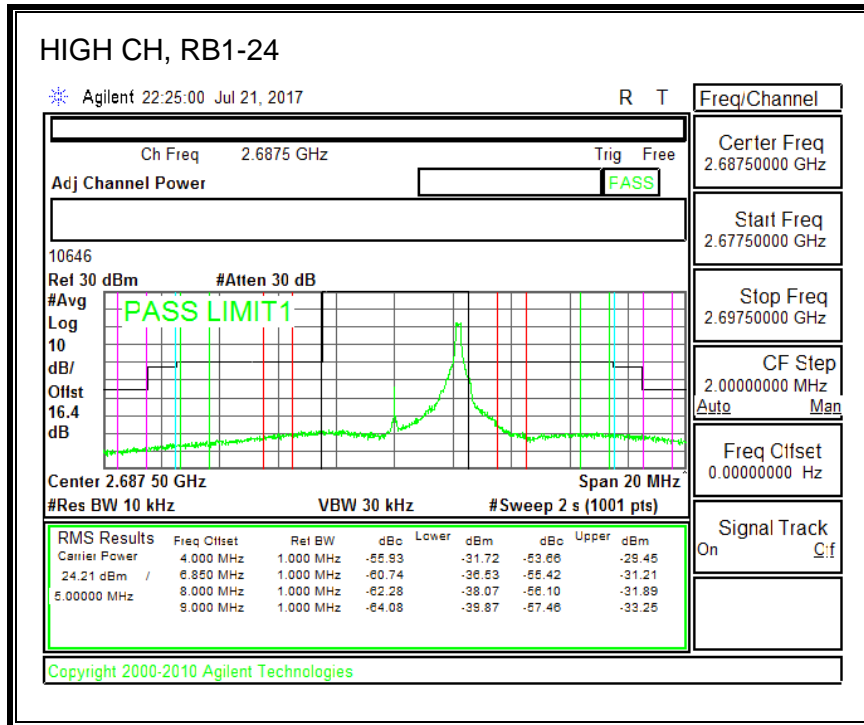 HIGH CH, RB1-24
Agilent 22:25:00 Jul 21, 2017 R T
Freq/Channel
Ch Freq 2.6875 GHz Trig Free
Adj Channel Power PASS
Center Freq
2.68750000 GHz
Start Freq
2.67750000 GHz
Stop Freq
2.69750000 GHz
CF Step
2.00000000 MHz
Auto Man
Freq Offset
0.00000000 Hz
Signal Track
On Off
10646
Ref 30 dBm #Atten 30 dB
#Avg
Log
10
dB/
Offst
16.4
dB
PASS LIMIT1
Center 2.687 50 GHz Span 20 MHz
#Res BW 10 kHz VBW 30 kHz #Sweep 2 s (1001 pts)
RMS Results Freq Offset Ref BW dBc Lower dBm dBc Upper dBm
Carrier Power 4.000 MHz 1.000 MHz -55.93 -31.72 -53.66 -29.45
24.21 dBm / 6.850 MHz 1.000 MHz -60.74 -36.53 -55.42 -31.21
5.00000 MHz 8.000 MHz 1.000 MHz -62.28 -38.07 -56.10 -31.89
9.000 MHz 1.000 MHz -64.08 -39.87 -57.46 -33.25
Copyright 2000-2010 Agilent Technologies